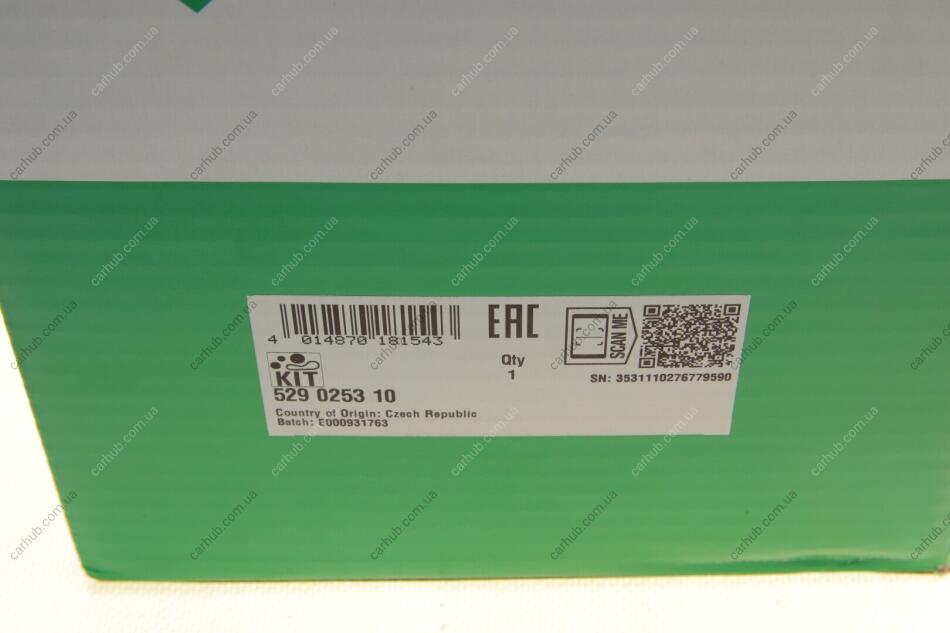 4 014870 181543
EAC
SCAN ME
KIT
Qty
1
SN: 3531110276779590
529 0253 10
Country of Origin: Czech Republic
Batch: E000931763
carhub.com.ua